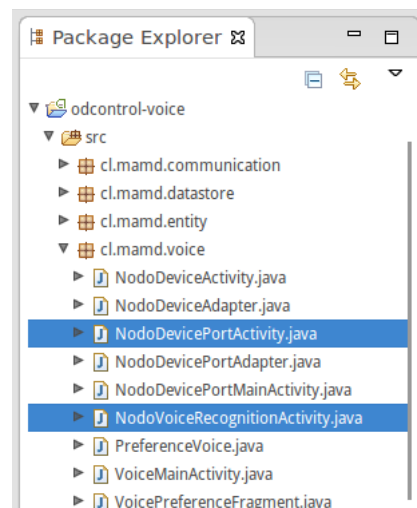 Package Explorer
odcontrol-voice
src
cl.mamd.communication
cl.mamd.datastore
cl.mamd.entity
cl.mamd.voice
NodoDeviceActivity.java
NodoDeviceAdapter.java
NodoDevicePortActivity.java
NodoDevicePortAdapter.java
NodoDevicePortMainActivity.java
NodoVoiceRecognitionActivity.java
PreferenceVoice.java
VoiceMainActivity.java
VoicePreferenceFragment.java